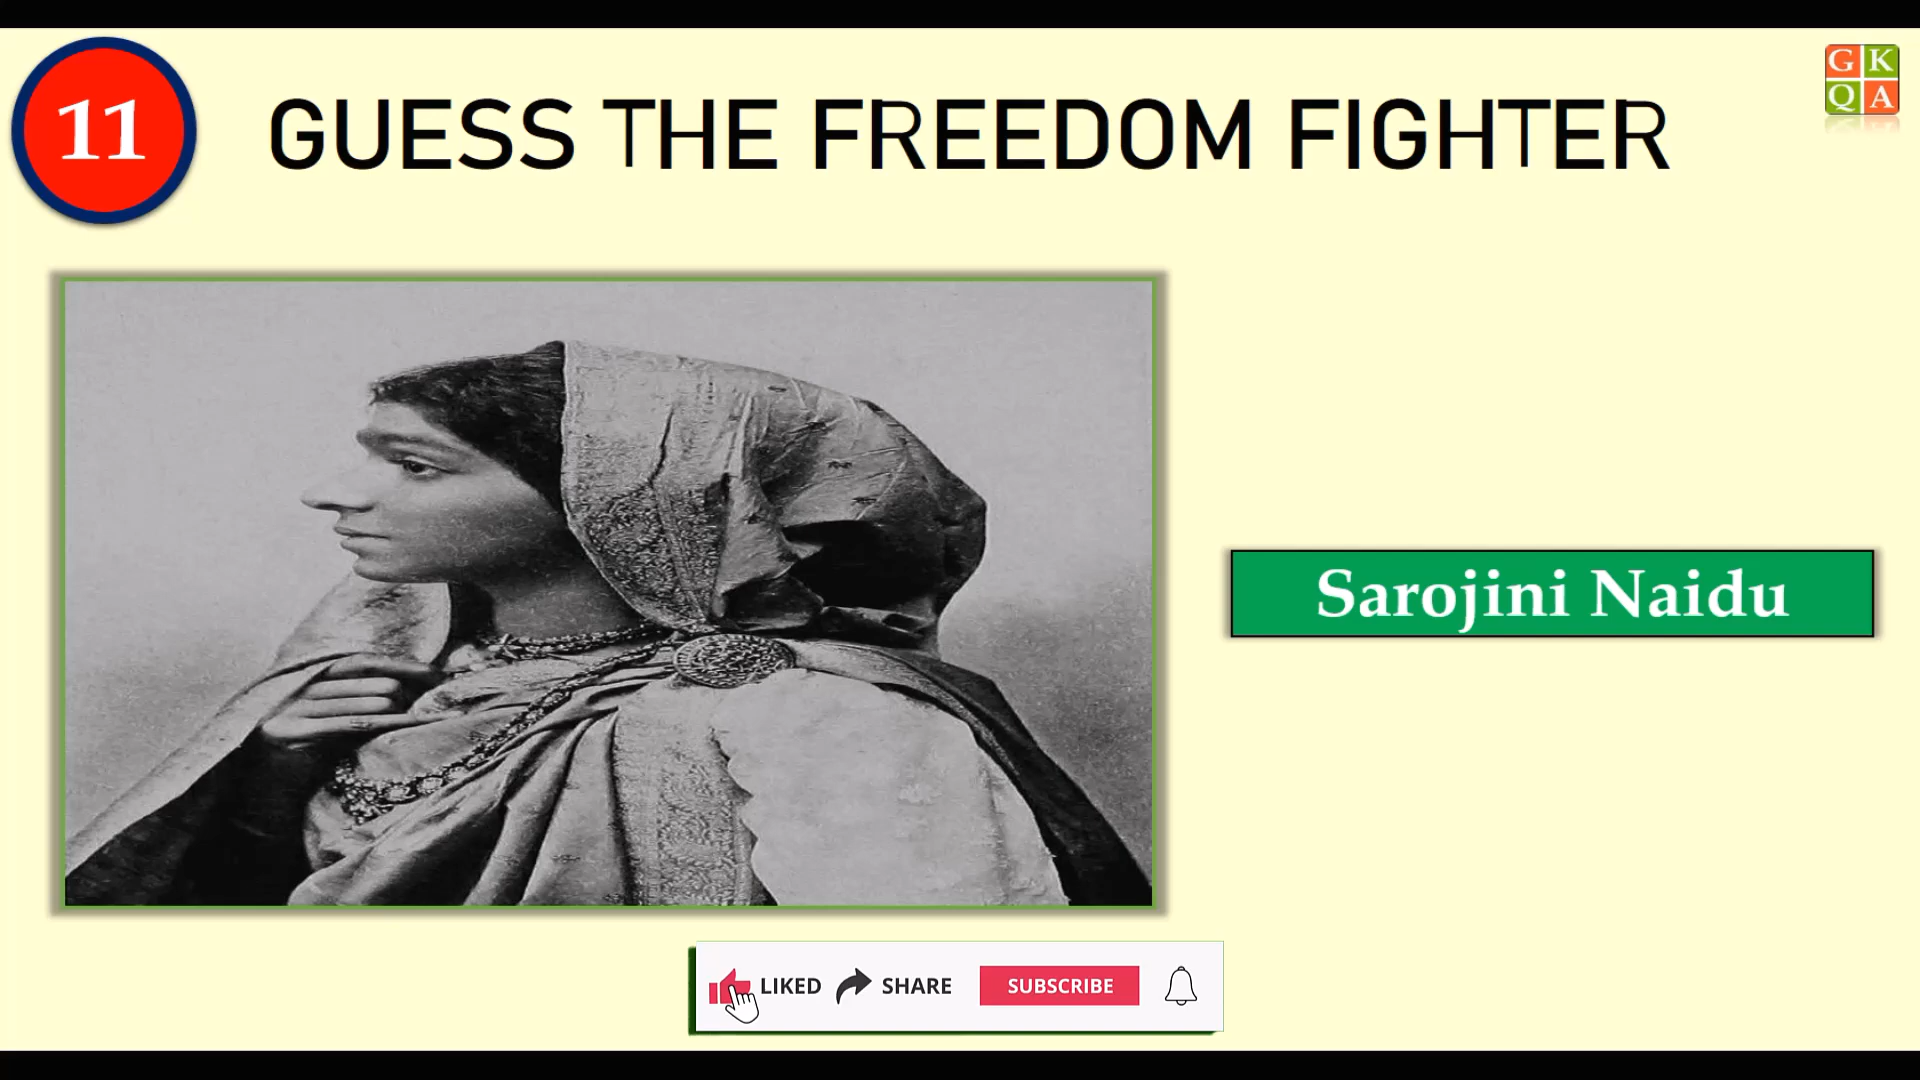 11
GUESS THE FREEDOM FIGHTER
G K
Q A
Sarojini Naidu
LIKED SHARE SUBSCRIBE